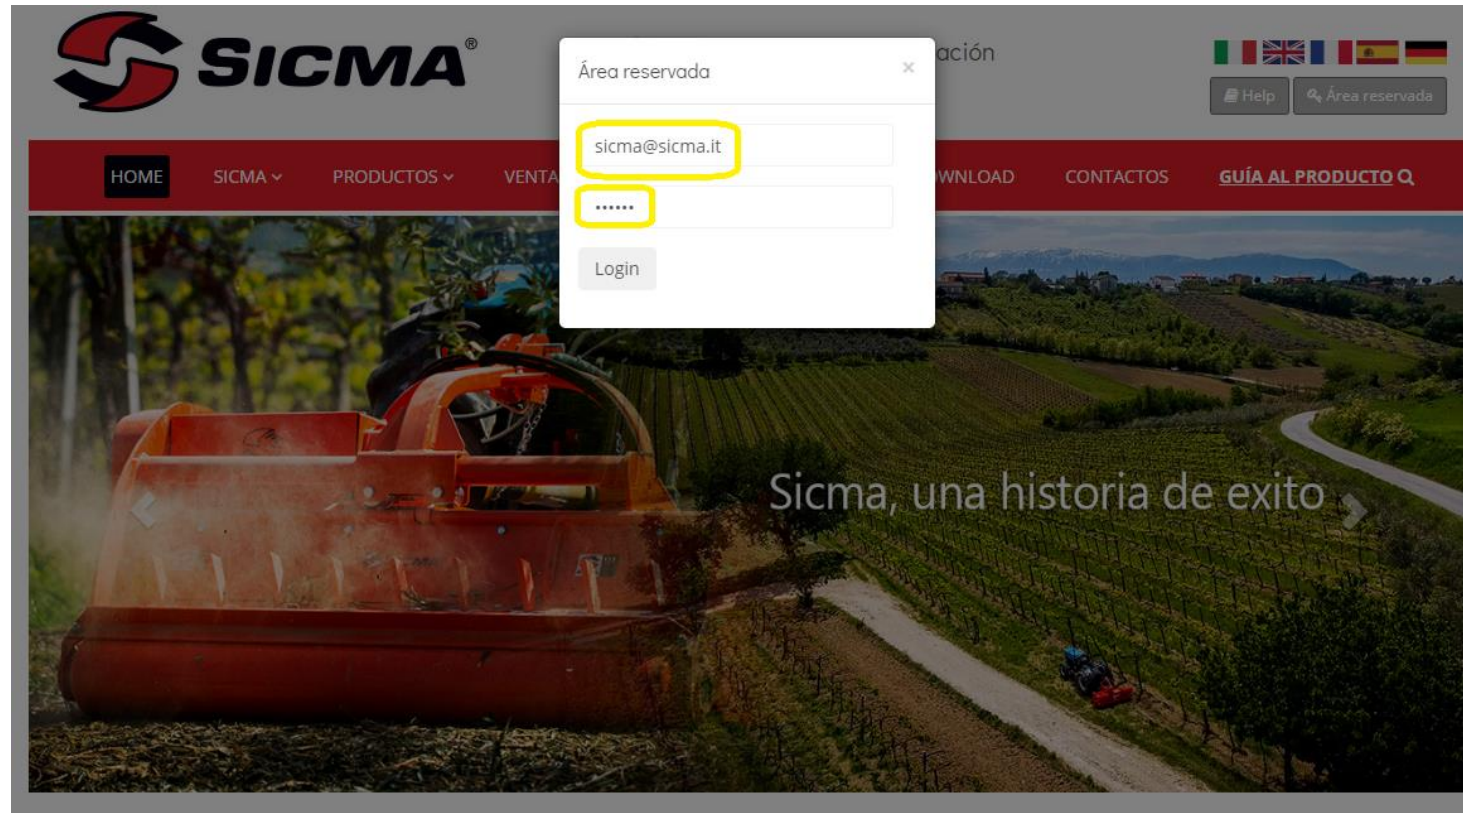 SICMA®
ación
Help
Área reservada
Área reservada
×
sicma@sicma.it
••••••
Login
HOME
SICMA
PRODUCTOS
VENTA
WNLOAD
CONTACTOS
GUÍA AL PRODUCTO
Sicma, una historia de exito